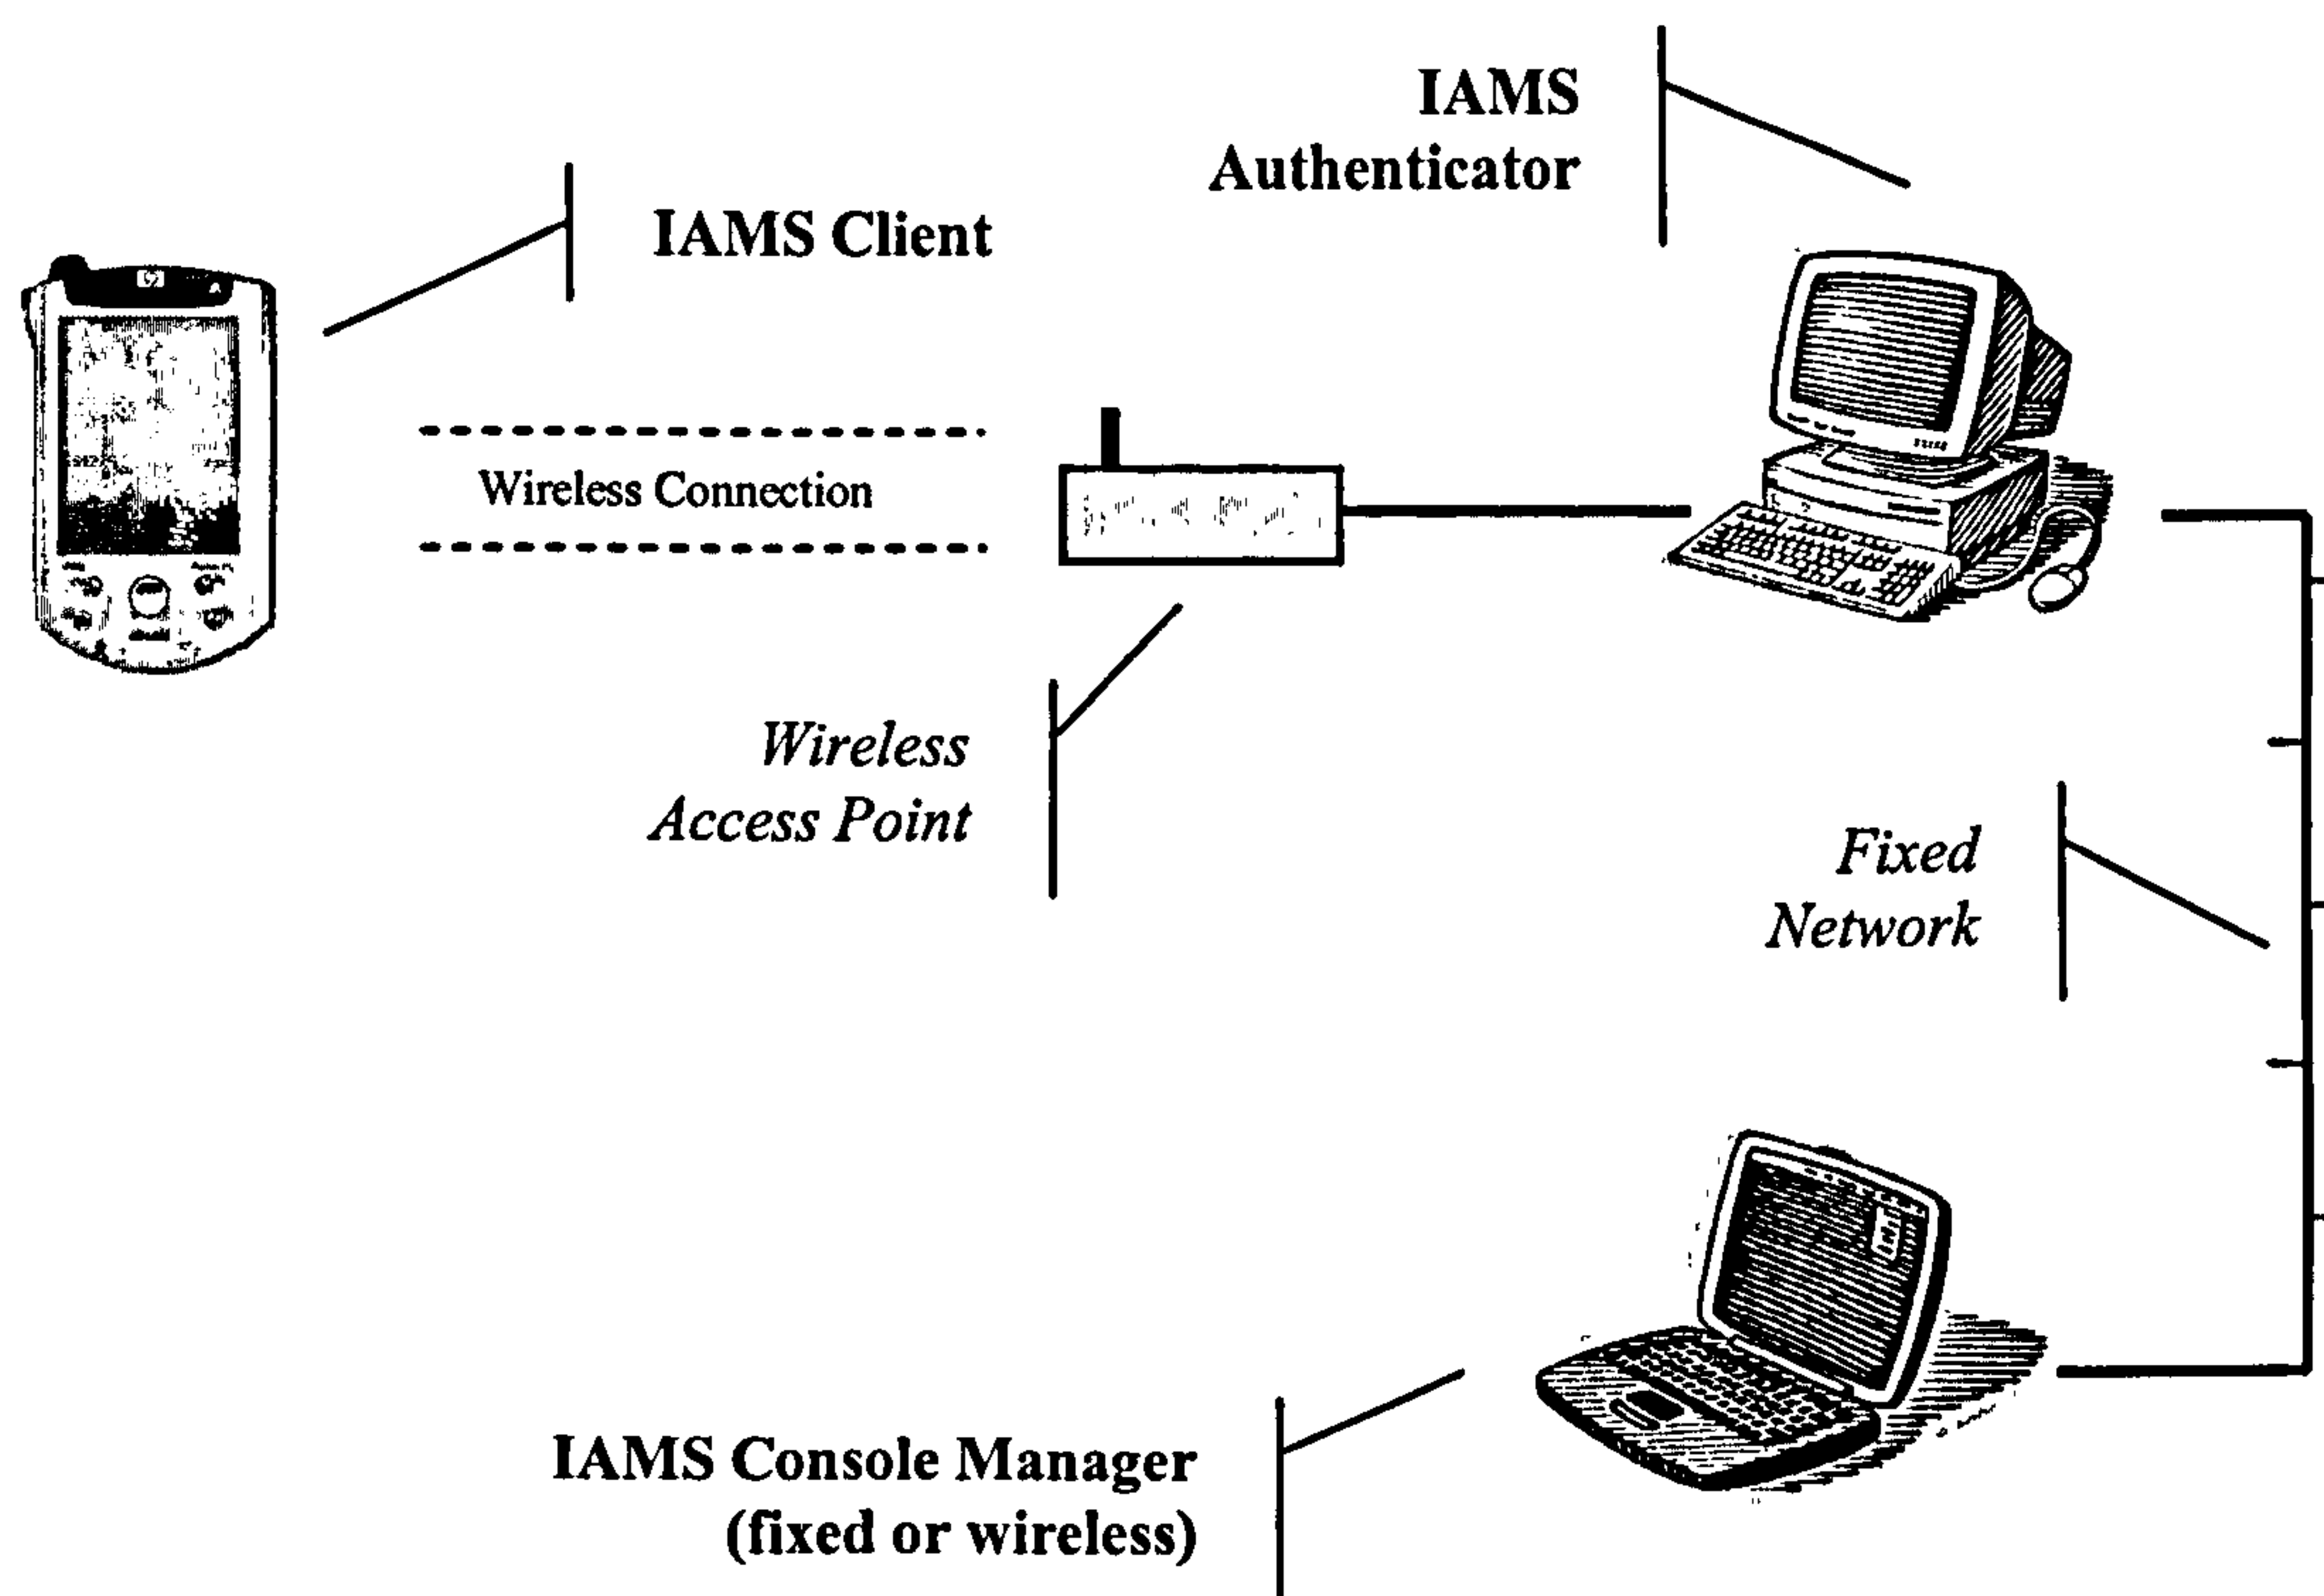 IAMS
Authenticator
IAMS Client
Wireless Connection
Wireless
Access Point
Fixed
Network
IAMS Console Manager
(fixed or wireless)